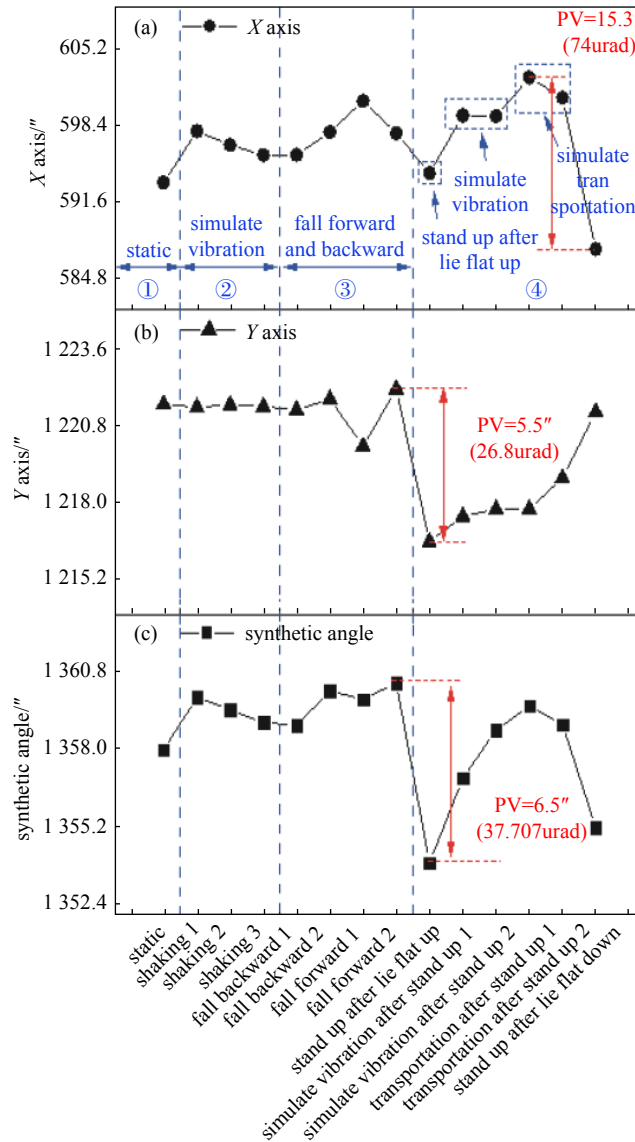 (a)
X axis
PV=15.3
(74urad)
605.2
598.4
591.6
584.8
X axis/″
static
simulate
vibration
fall forward
and backward
simulate
vibration
stand up after
lie flat up
simulate
tran
sportation
①
②
③
④
(b)
Y axis
1 223.6
1 220.8
1 218.0
1 215.2
Y axis/″
PV=5.5″
(26.8urad)
(c)
synthetic angle
1 360.8
1 358.0
1 355.2
1 352.4
synthetic angle/″
PV=6.5″
(37.707urad)
static
shaking 1
shaking 2
shaking 3
fall backward 1
fall backward 2
fall forward 1
fall forward 2
stand up after lie flat up
simulate vibration after stand up 1
simulate vibration after stand up 2
transportation after stand up 1
transportation after stand up 2
stand up after lie flat down